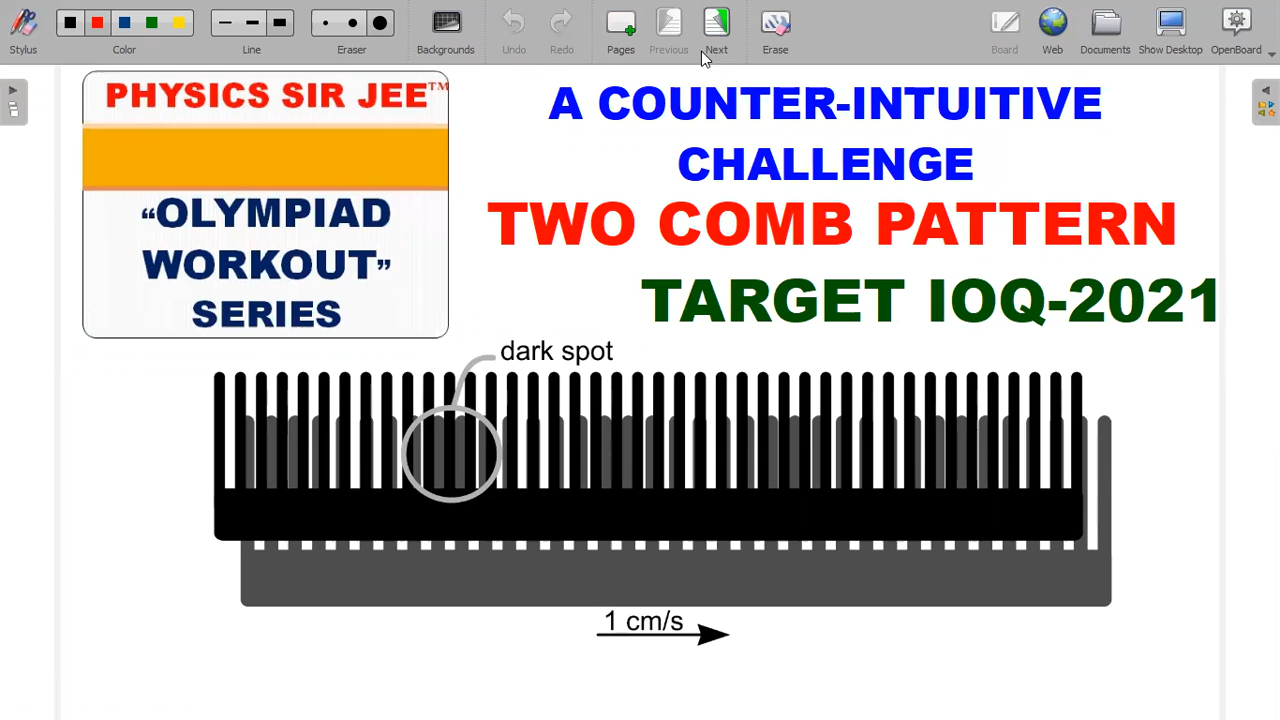 Stylus
Color
Line
Eraser
Backgrounds
Undo
Redo
Pages
Previous
Next
Erase
Board
Web
Documents
Show Desktop
OpenBoard
PHYSICS SIR JEE™
“OLYMPIAD
WORKOUT”
SERIES
A COUNTER-INTUITIVE
CHALLENGE
TWO COMB PATTERN
TARGET IOQ-2021
dark spot
1 cm/s